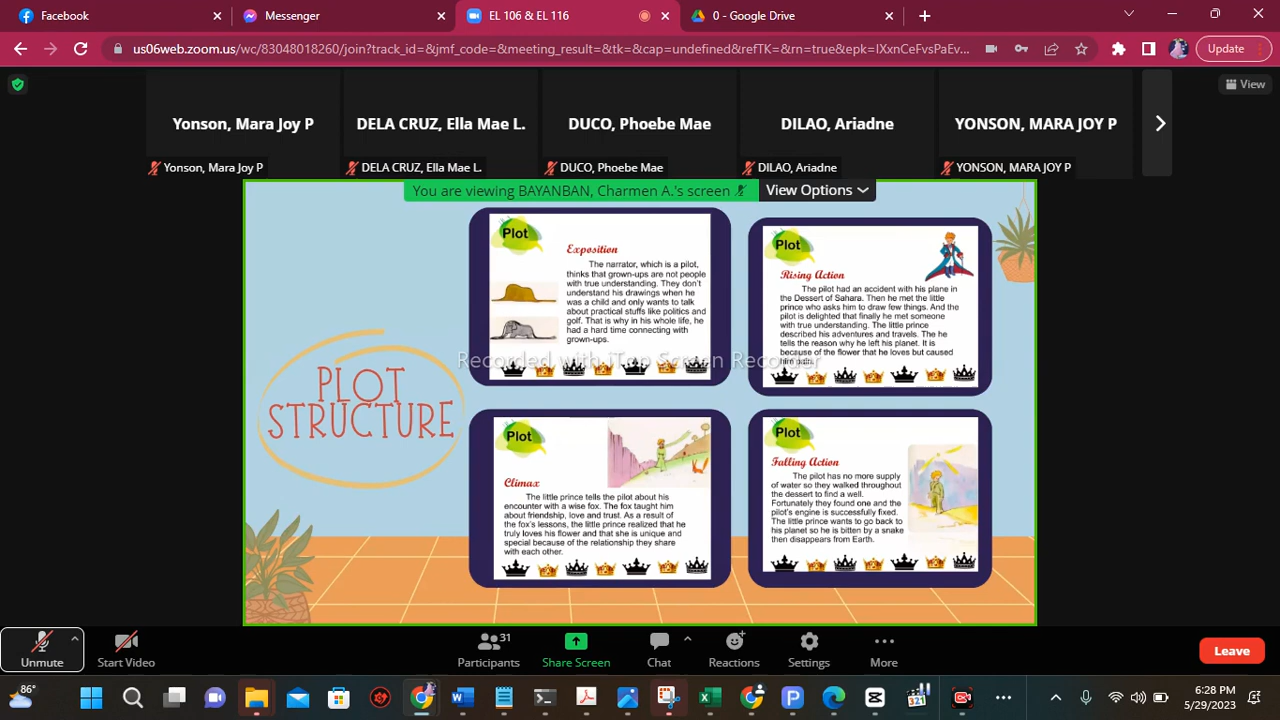 Facebook
Messenger
EL 106 & EL 116
0 - Google Drive
us06web.zoom.us/wc/83048018260/join?track_id=&jmf_code=&meeting_result=&tk=&cap=undefined&refTK=&rn=true&epk=IXxnCeFvsPaEv...
Update
View
Yonson, Mara Joy P
DELA CRUZ, Ella Mae L.
DUCO, Phoebe Mae
DILAO, Ariadne
YONSON, MARA JOY P
Yonson, Mara Joy P
DELA CRUZ, Ella Mae L.
DUCO, Phoebe Mae
DILAO, Ariadne
YONSON, MARA JOY P
You are viewing BAYANBAN, Charmen A.'s screen
View Options
PLOT
STRUCTURE
Plot
Exposition
The narrator, which is a pilot,
thinks that grown-ups are not people
with true understanding. They don't
understand his drawings when he
was a child and only wants to talk
about practical stuffs like politics and
golf. That is why in his whole life, he
had a hard time connecting with
grown-ups.
Plot
Rising Action
The pilot had an accident with his plane in
the Dessert of Sahara. Then he met the little
prince who asks him to draw few things. And the
pilot is delighted that finally he met someone
with true understanding. The little prince
described his adventures and travels. The he
tells the reason why he left his planet. It is
because of the flower that he loves but caused
him pain.
Recorded with iTop Screen Recorder
Plot
Climax
The little prince tells the pilot about his
encounter with a wise fox. The fox taught him
about friendship, love and trust. As a result of
the fox's lessons, the little prince realized that he
truly loves his flower and that she is unique and
special because of the relationship they share
with each other.
Plot
Falling Action
The pilot has no more supply
of water so they walked throughout
the dessert to find a well.
Fortunately they found one and the
pilot's engine is successfully fixed.
The little prince wants to go back to
his planet so he is bitten by a snake
then disappears from Earth.
Unmute
Start Video
Participants
31
Share Screen
Chat
Reactions
Settings
More
Leave
86°
321
6:28 PM
5/29/2023